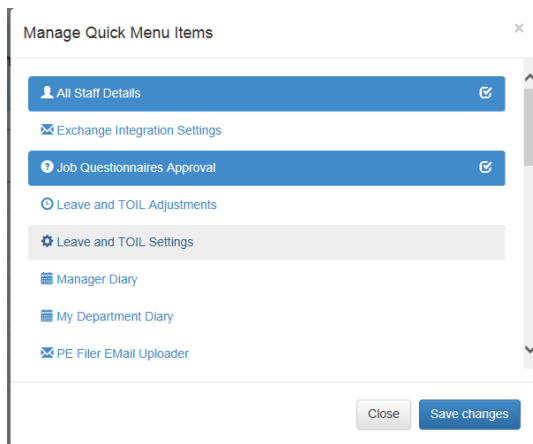 Manage Quick Menu Items
×
All Staff Details
Exchange Integration Settings
Job Questionnaires Approval
Leave and TOIL Adjustments
Leave and TOIL Settings
Manager Diary
My Department Diary
PE Filer EMail Uploader
Close Save changes